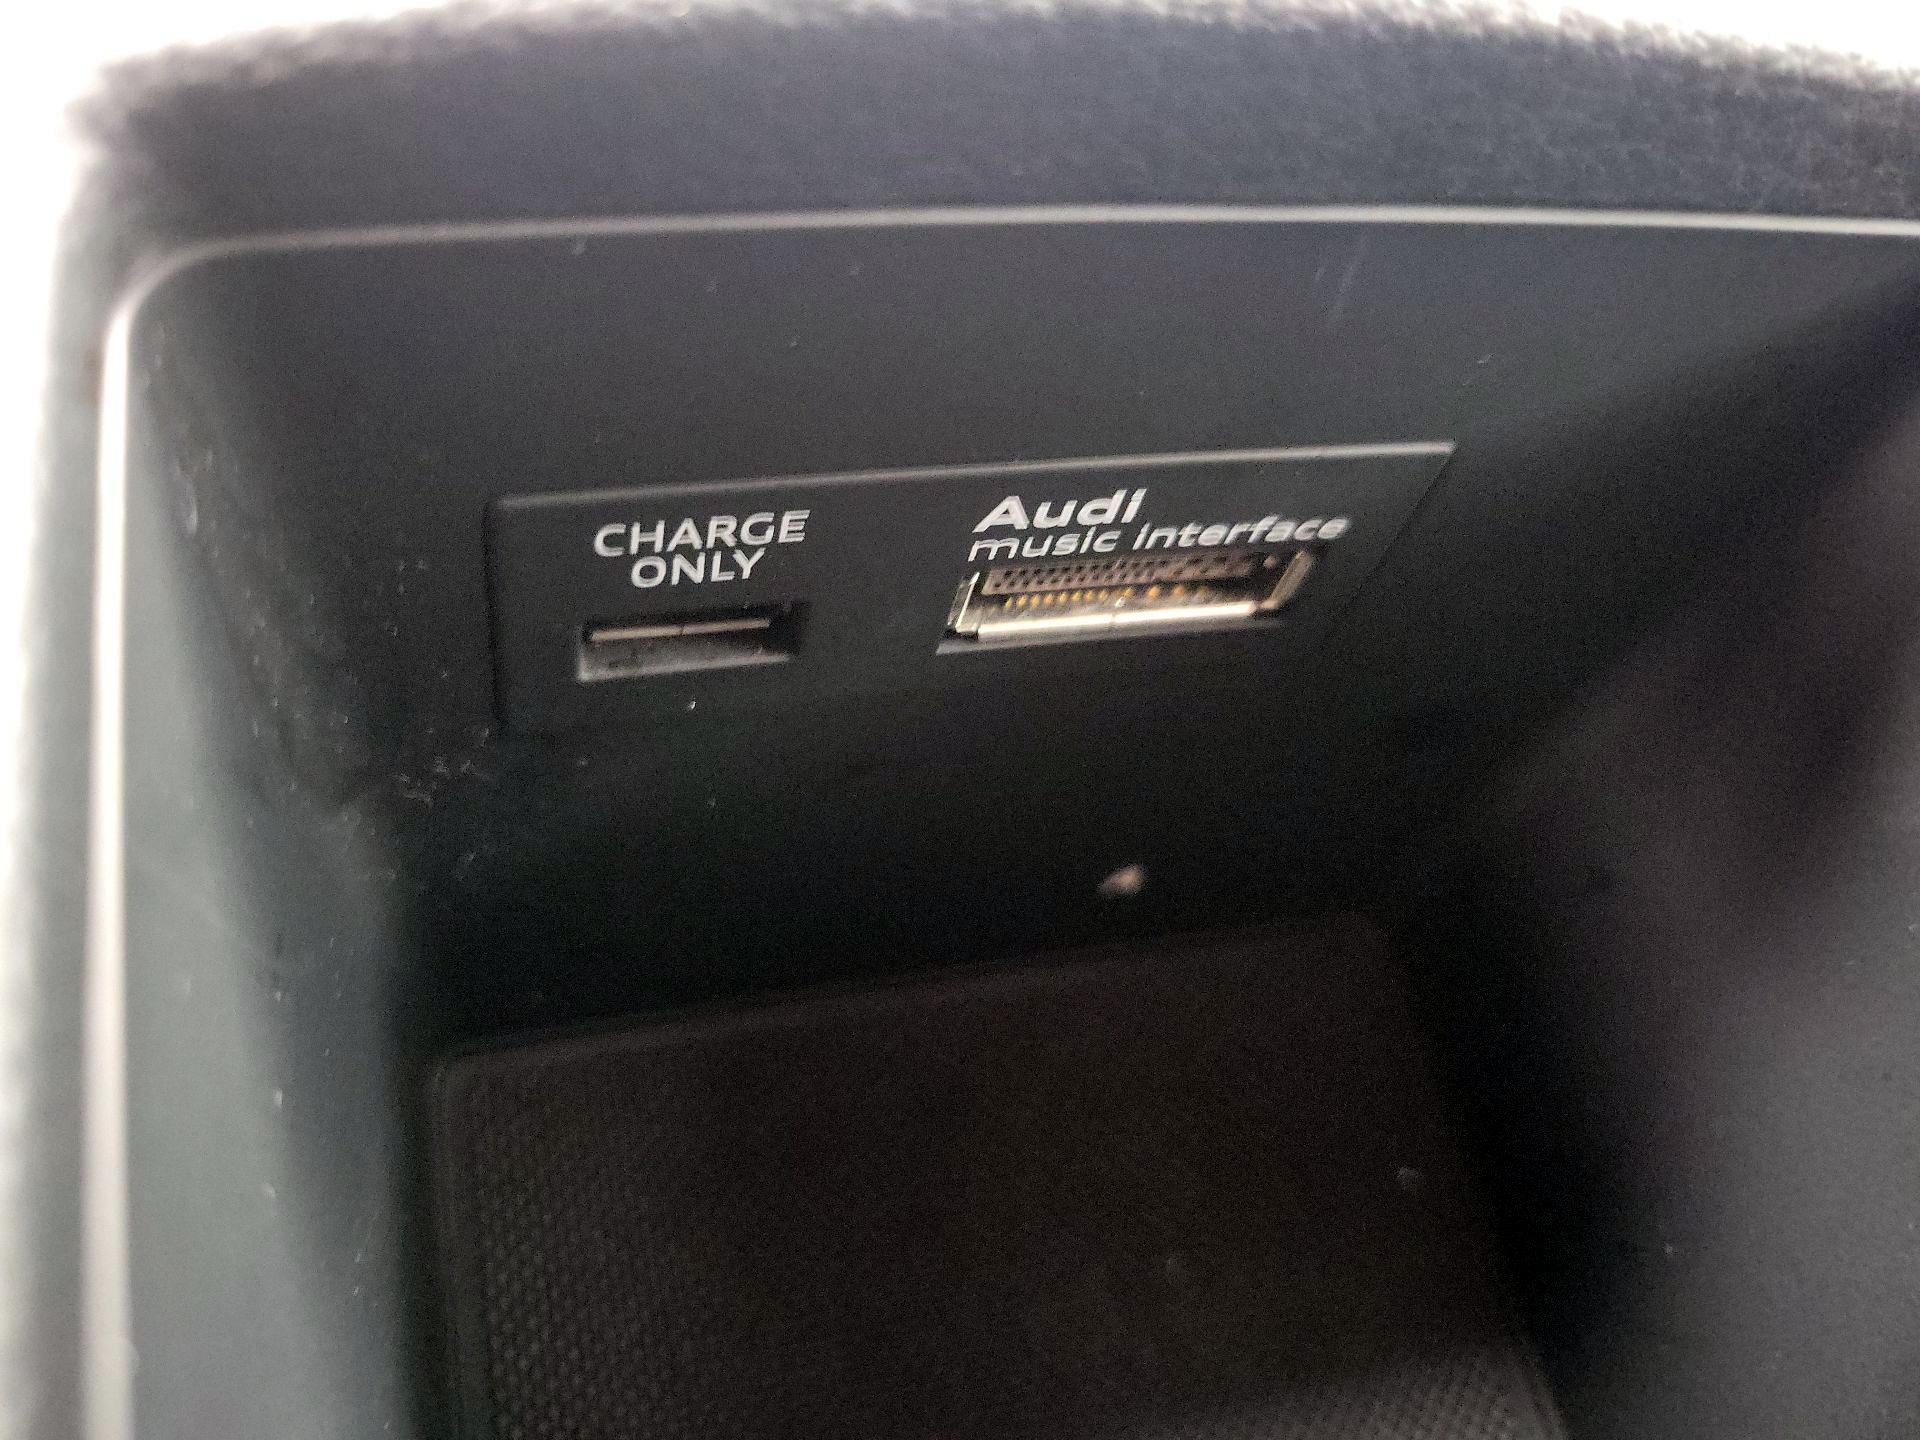 CHARGE
ONLY
Audi
music interface